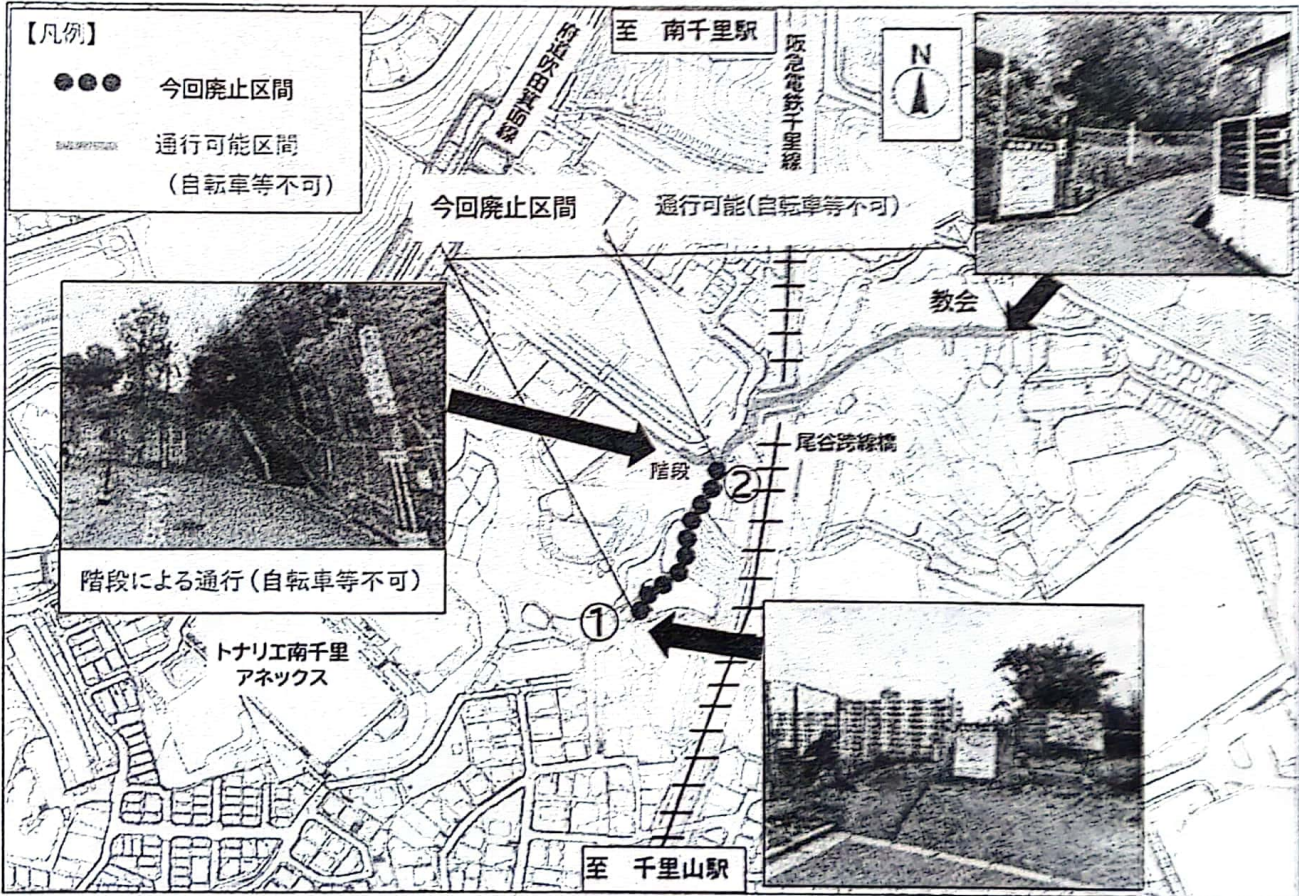 【凡例】
今回廃止区間
通行可能区間
(自転車等不可)
至 南千里駅
府道吹田箕面線
阪急電鉄千里線
N
今回廃止区間
通行可能(自転車等不可)
教会
尾谷跨線橋
階段
②
①
階段による通行(自転車等不可)
トナリエ南千里
アネックス
至 千里山駅